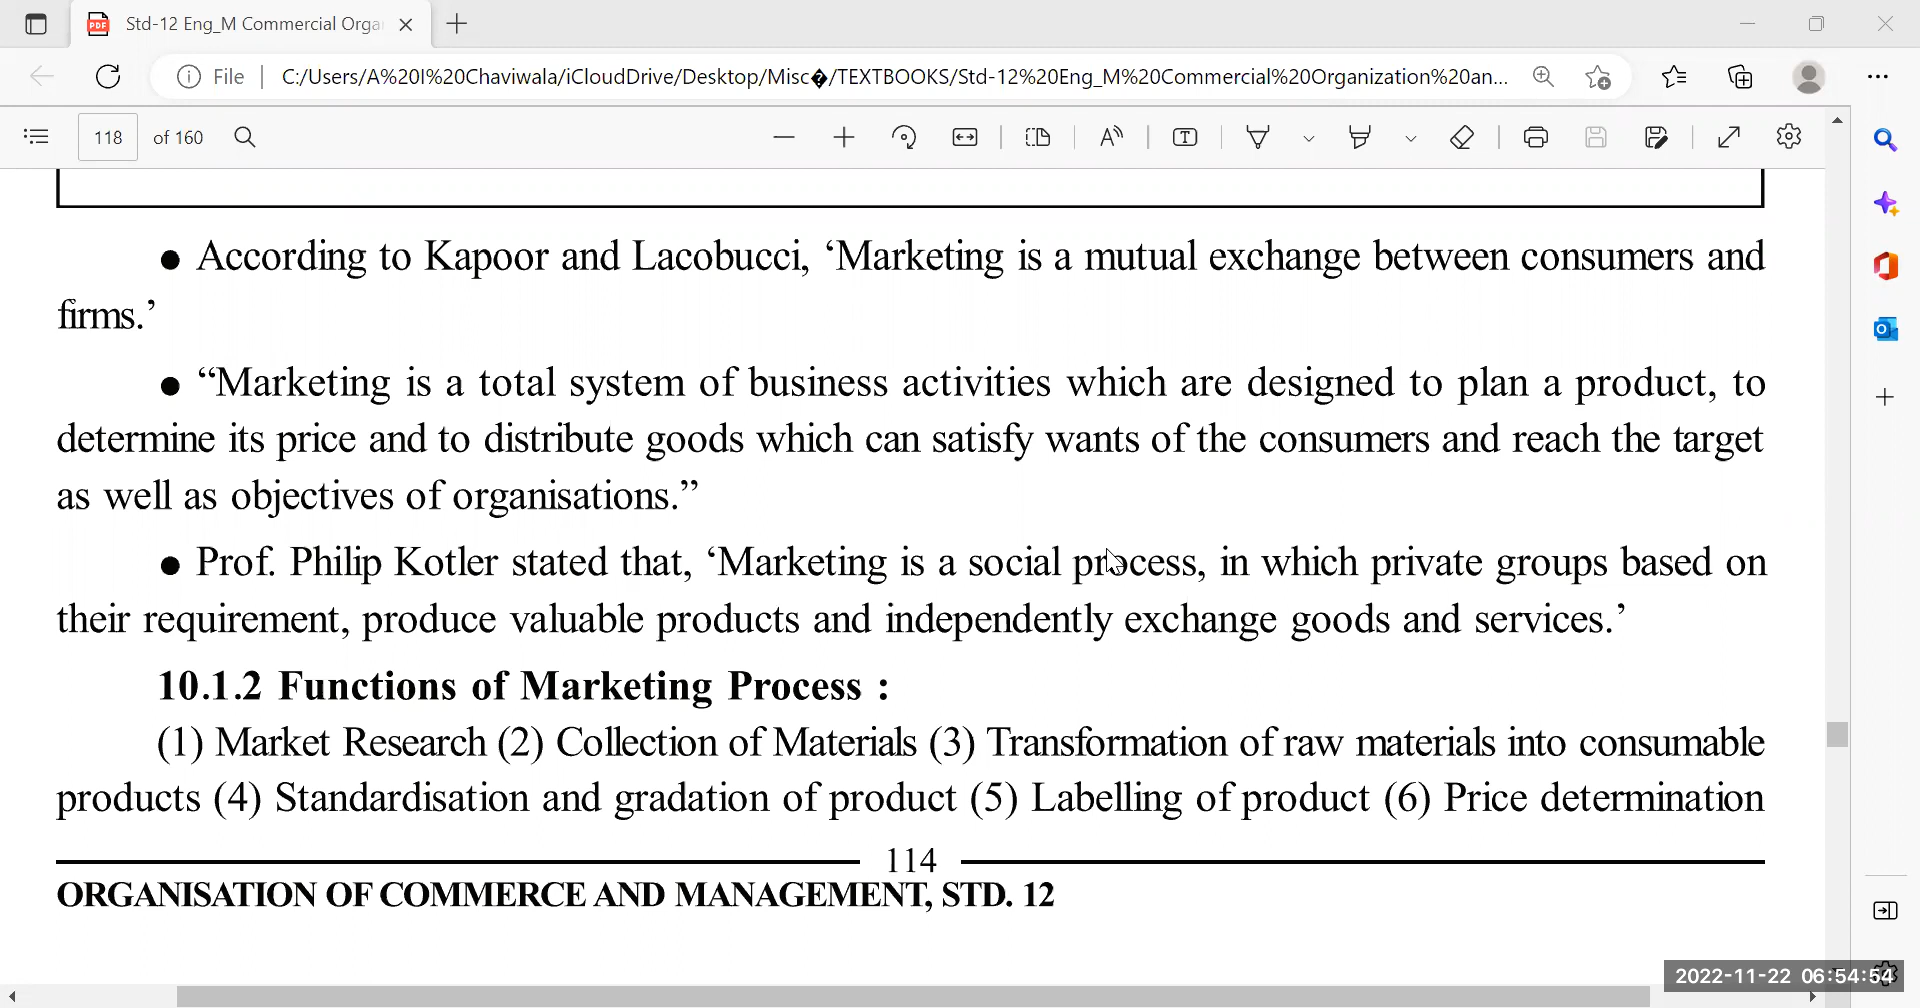 Std-12 Eng_M Commercial Orga
File
C:/Users/A%20I%20Chaviwala/iCloudDrive/Desktop/Misc�/TEXTBOOKS/Std-12%20Eng_M%20Commercial%20Organization%20an...
118 of 160
● According to Kapoor and Lacobucci, ‘Marketing is a mutual exchange between consumers and
firms.’
● “Marketing is a total system of business activities which are designed to plan a product, to
determine its price and to distribute goods which can satisfy wants of the consumers and reach the target
as well as objectives of organisations.”
● Prof. Philip Kotler stated that, ‘Marketing is a social process, in which private groups based on
their requirement, produce valuable products and independently exchange goods and services.’
10.1.2 Functions of Marketing Process :
(1) Market Research (2) Collection of Materials (3) Transformation of raw materials into consumable
products (4) Standardisation and gradation of product (5) Labelling of product (6) Price determination
114
ORGANISATION OF COMMERCE AND MANAGEMENT, STD. 12
2022-11-22 06:54:54